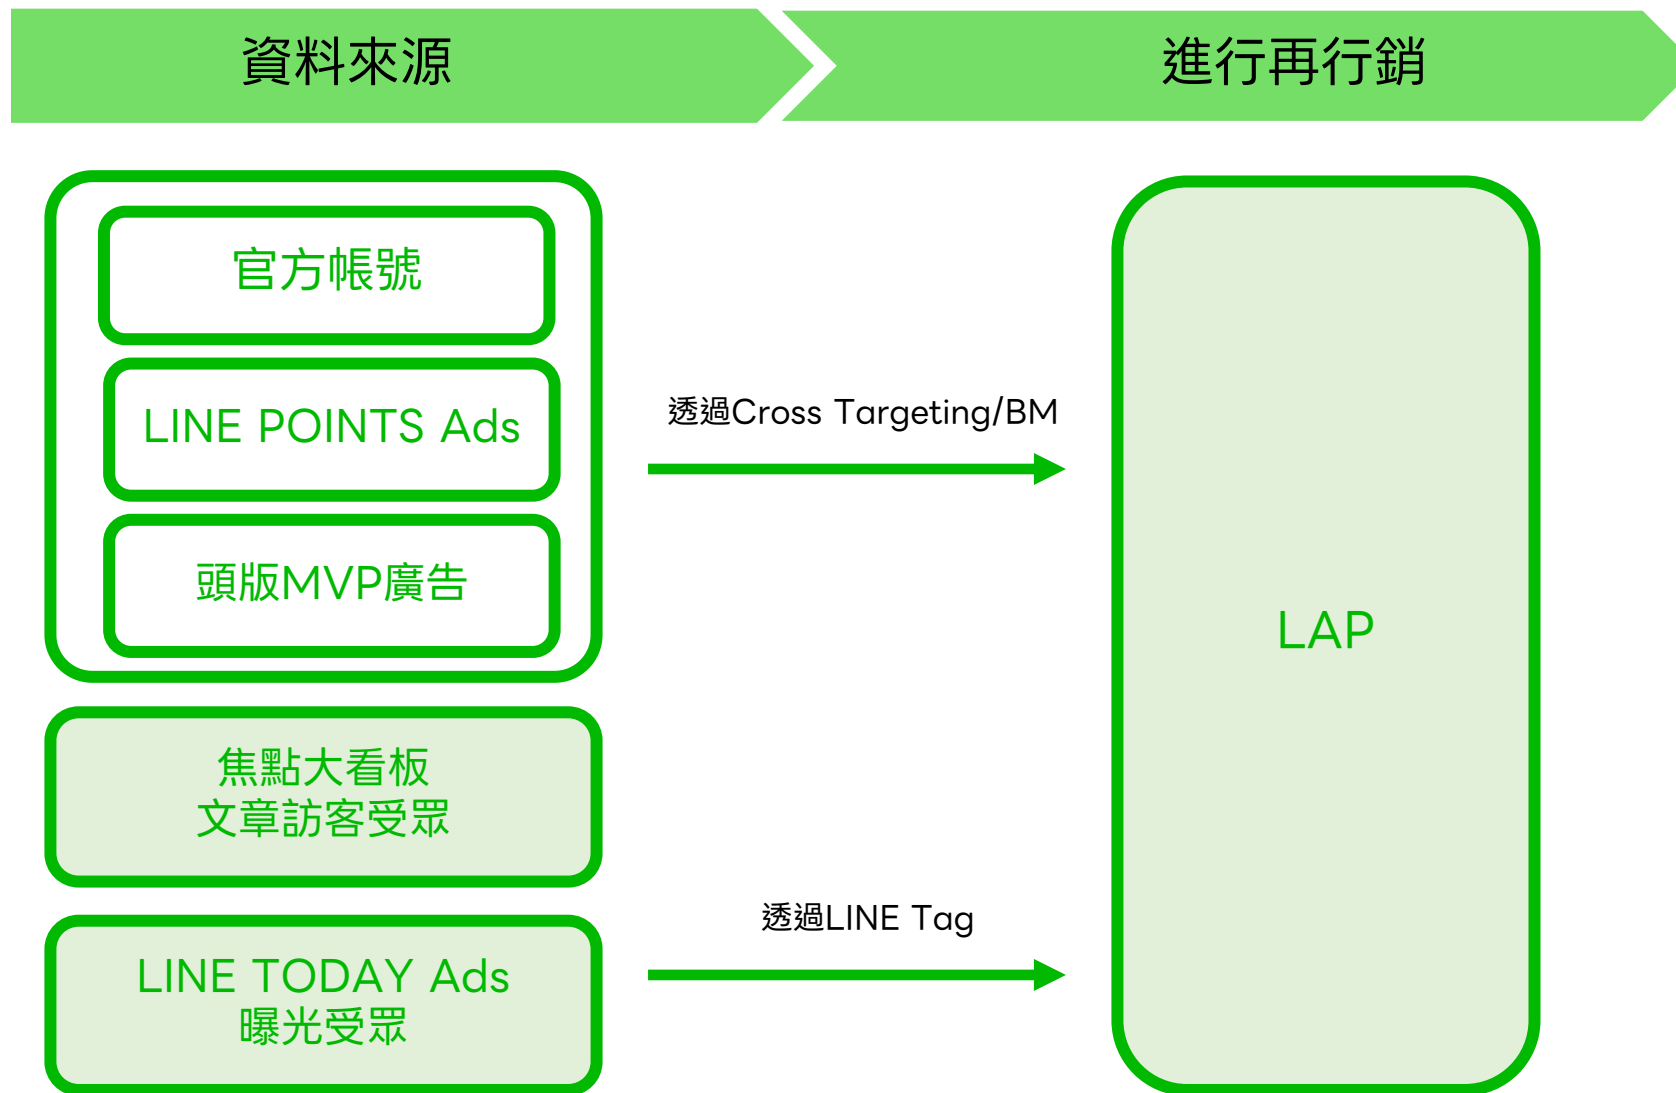 資料來源
進行再行銷
官方帳號
LINE POINTS Ads
頭版MVP廣告
透過Cross Targeting/BM
焦點大看板
文章訪客受眾
透過LINE Tag
LINE TODAY Ads
曝光受眾
LAP